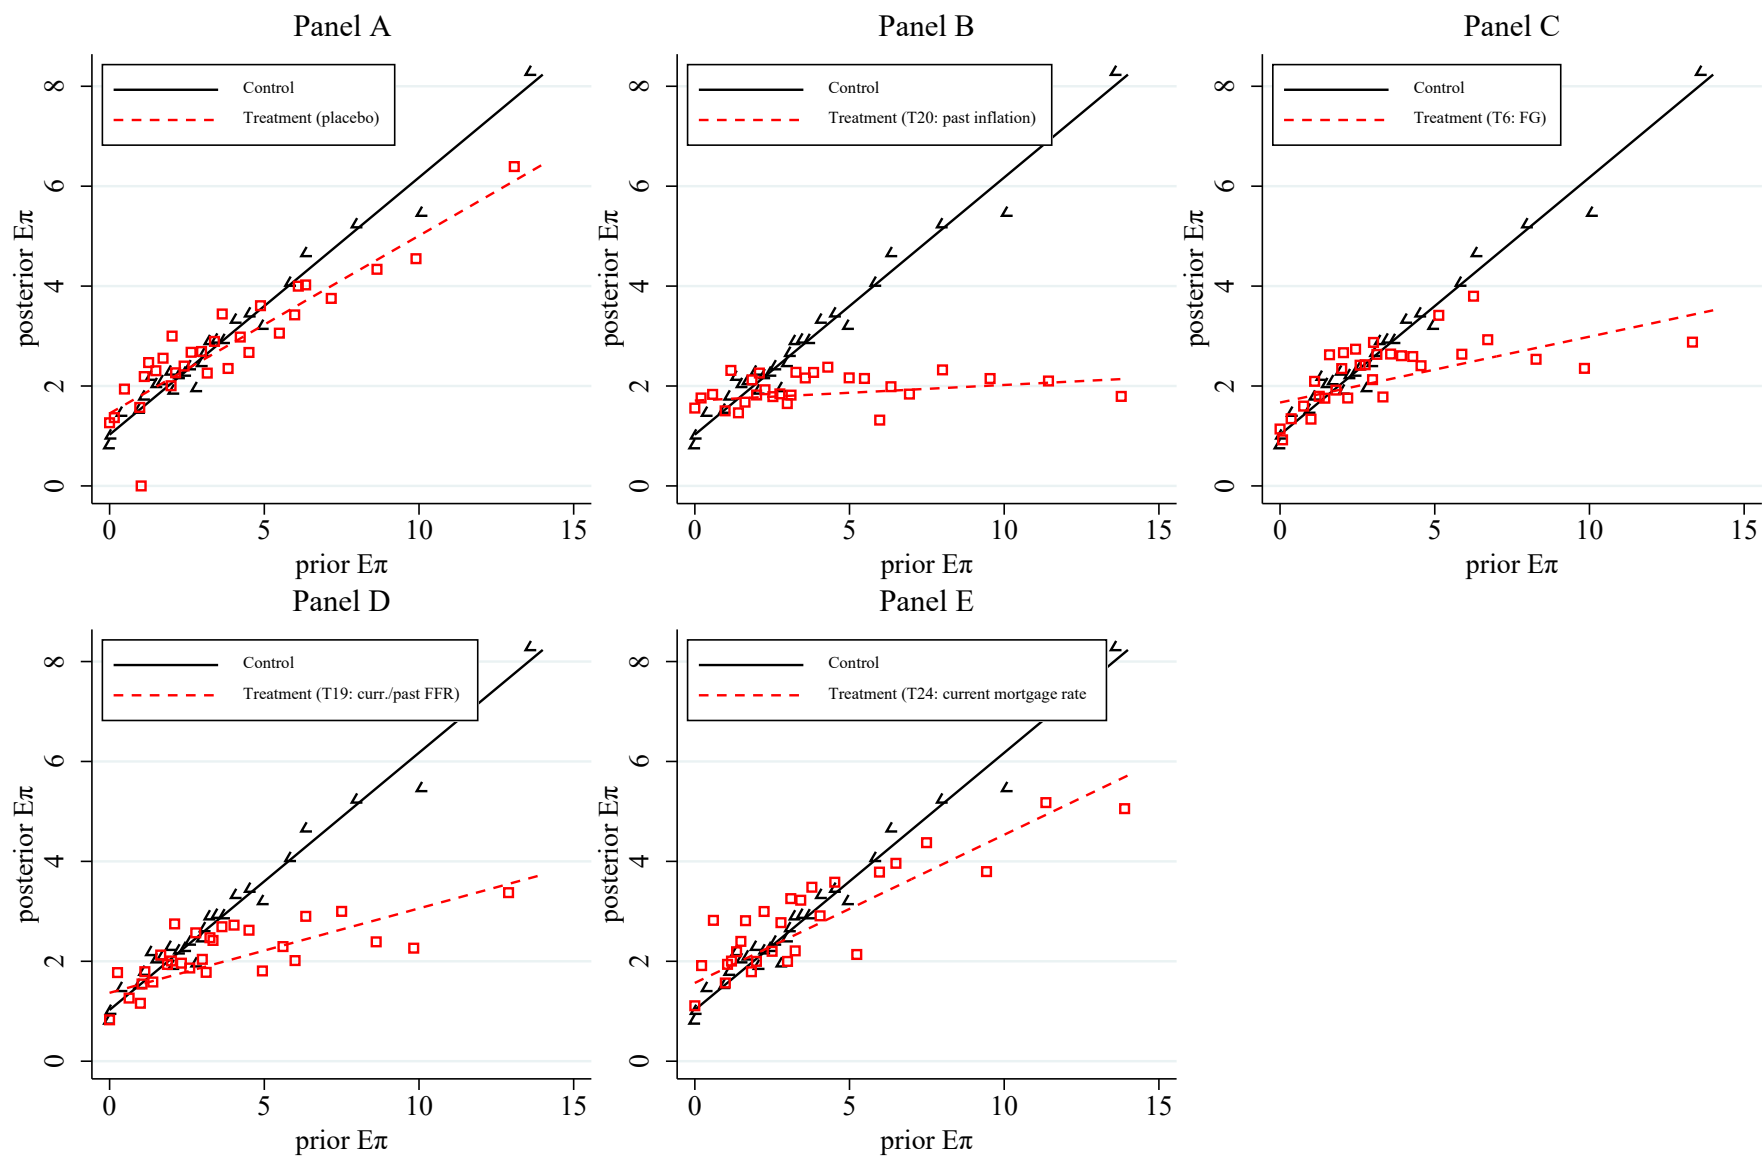 Panel A
Control
Treatment (placebo)
posterior Eπ
0 2 4 6 8
0 5 10 15
prior Eπ
Panel B
Control
Treatment (T20: past inflation)
posterior Eπ
0 2 4 6 8
0 5 10 15
prior Eπ
Panel C
Control
Treatment (T6: FG)
posterior Eπ
0 2 4 6 8
0 5 10 15
prior Eπ
Panel D
Control
Treatment (T19: curr./past FFR)
posterior Eπ
0 2 4 6 8
0 5 10 15
prior Eπ
Panel E
Control
Treatment (T24: current mortgage rate
posterior Eπ
0 2 4 6 8
0 5 10 15
prior Eπ